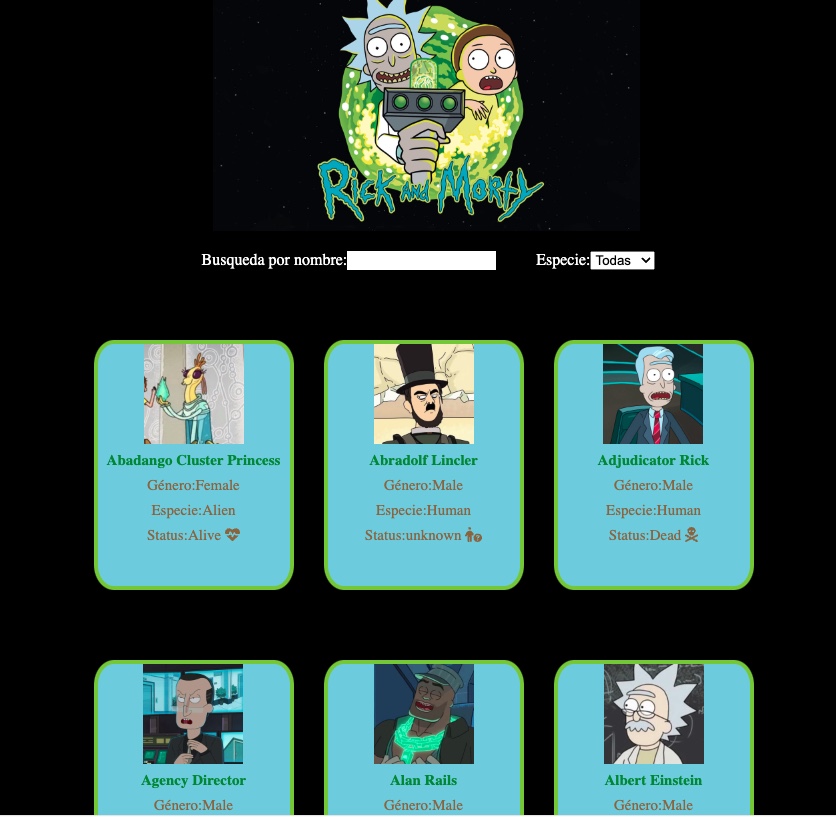 Rick and Morty
Busqueda por nombre: Especie: Todas
Abadango Cluster Princess
Género:Female
Especie:Alien
Status:Alive
Abradolf Lincler
Género:Male
Especie:Human
Status:unknown
Adjudicator Rick
Género:Male
Especie:Human
Status:Dead
Agency Director
Género:Male
Alan Rails
Género:Male
Albert Einstein
Género:Male